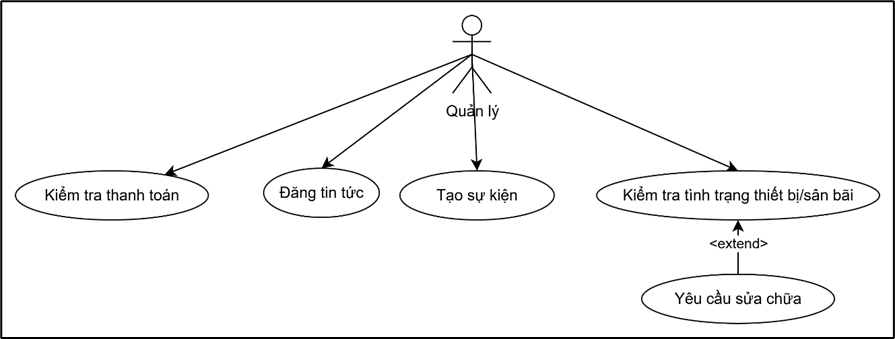 Quản lý
Kiểm tra thanh toán
Đăng tin tức
Tạo sự kiện
Kiểm tra tình trạng thiết bị/sân bãi
<extend>
Yêu cầu sửa chữa